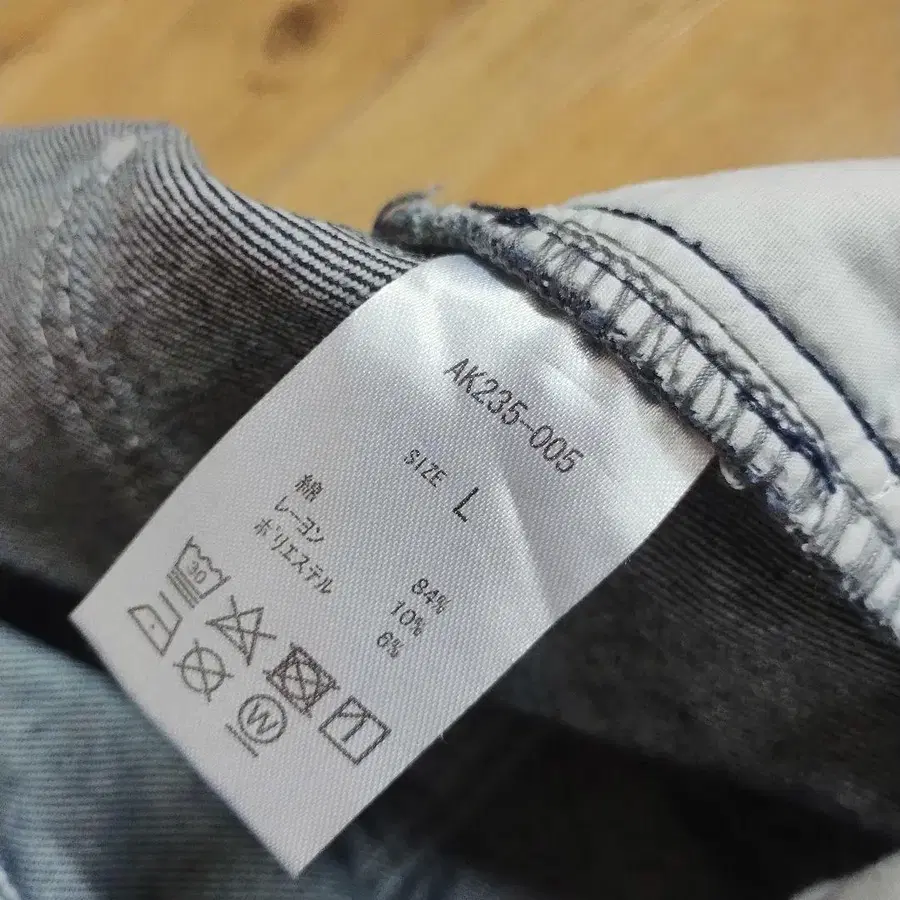 AK235-005
SIZE L
綿 84%
レーヨン 10%
ポリエステル 6%
30
W